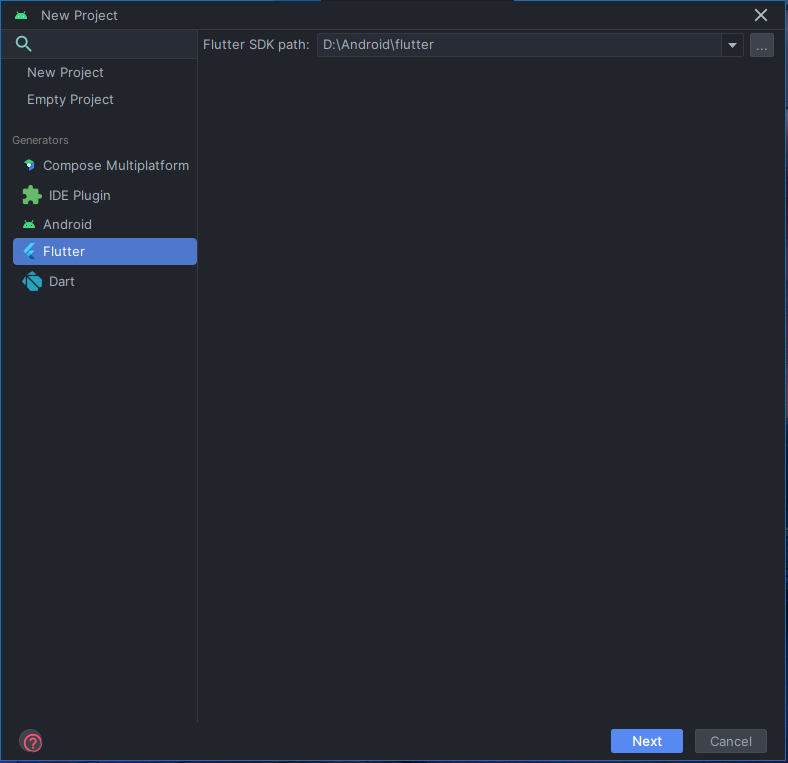 New Project
Flutter SDK path: D:\Android\flutter ...
New Project
Empty Project
Generators
Compose Multiplatform
IDE Plugin
Android
Flutter
Dart
? Next Cancel